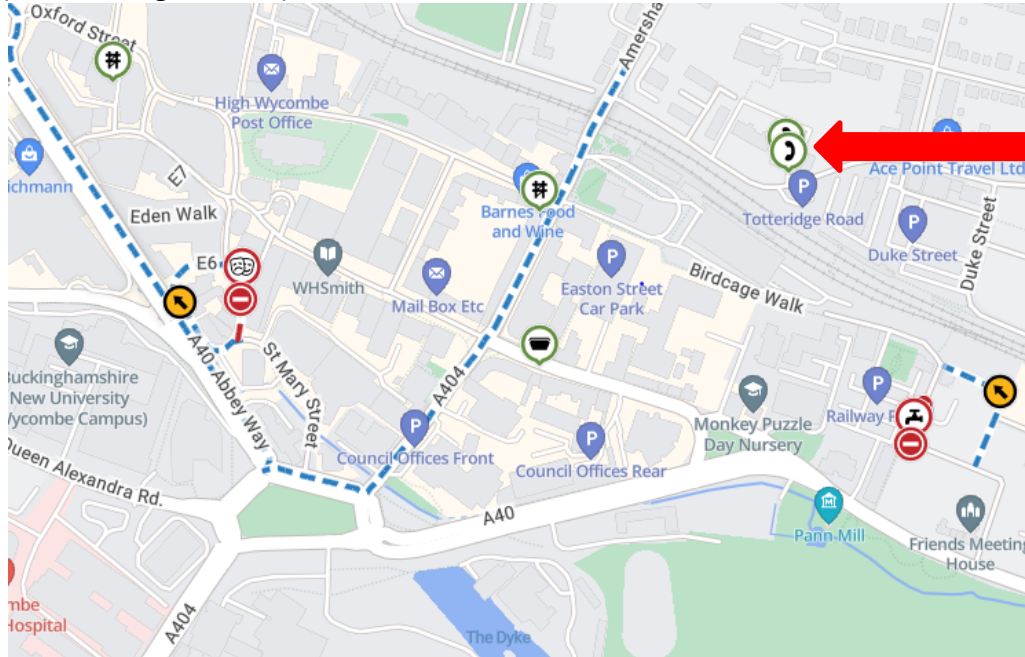 Oxford Street
Amersha
High Wycombe
Post Office
ichmann
E7
Ace Point Travel Ltd
Totteridge Road
Eden Walk
Barnes Food
and Wine
Duke Street
Duke Street
E6
WHSmith
Mail Box Etc
Easton Street
Car Park
Birdcage Walk
A40
Abbey Way
St Mary Street
A404
Buckinghamshire
New University
Wycombe Campus)
Monkey Puzzle
Day Nursery
Railway P
Council Offices Front
Council Offices Rear
Queen Alexandra Rd.
A40
Pann Mill
Friends Meeting
House
mbe
Hospital
A404
The Dyke
P
P
P
P
P
P
M